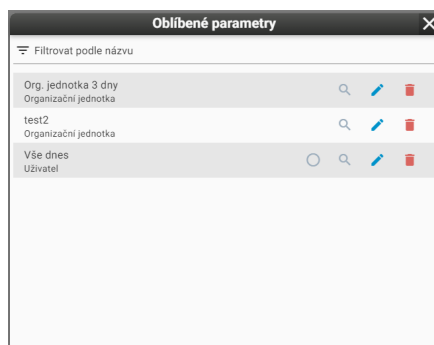 Oblíbené parametry
Filtrovat podle názvu
Org. jednotka 3 dny
Organizační jednotka
test2
Organizační jednotka
Vše dnes
Uživatel